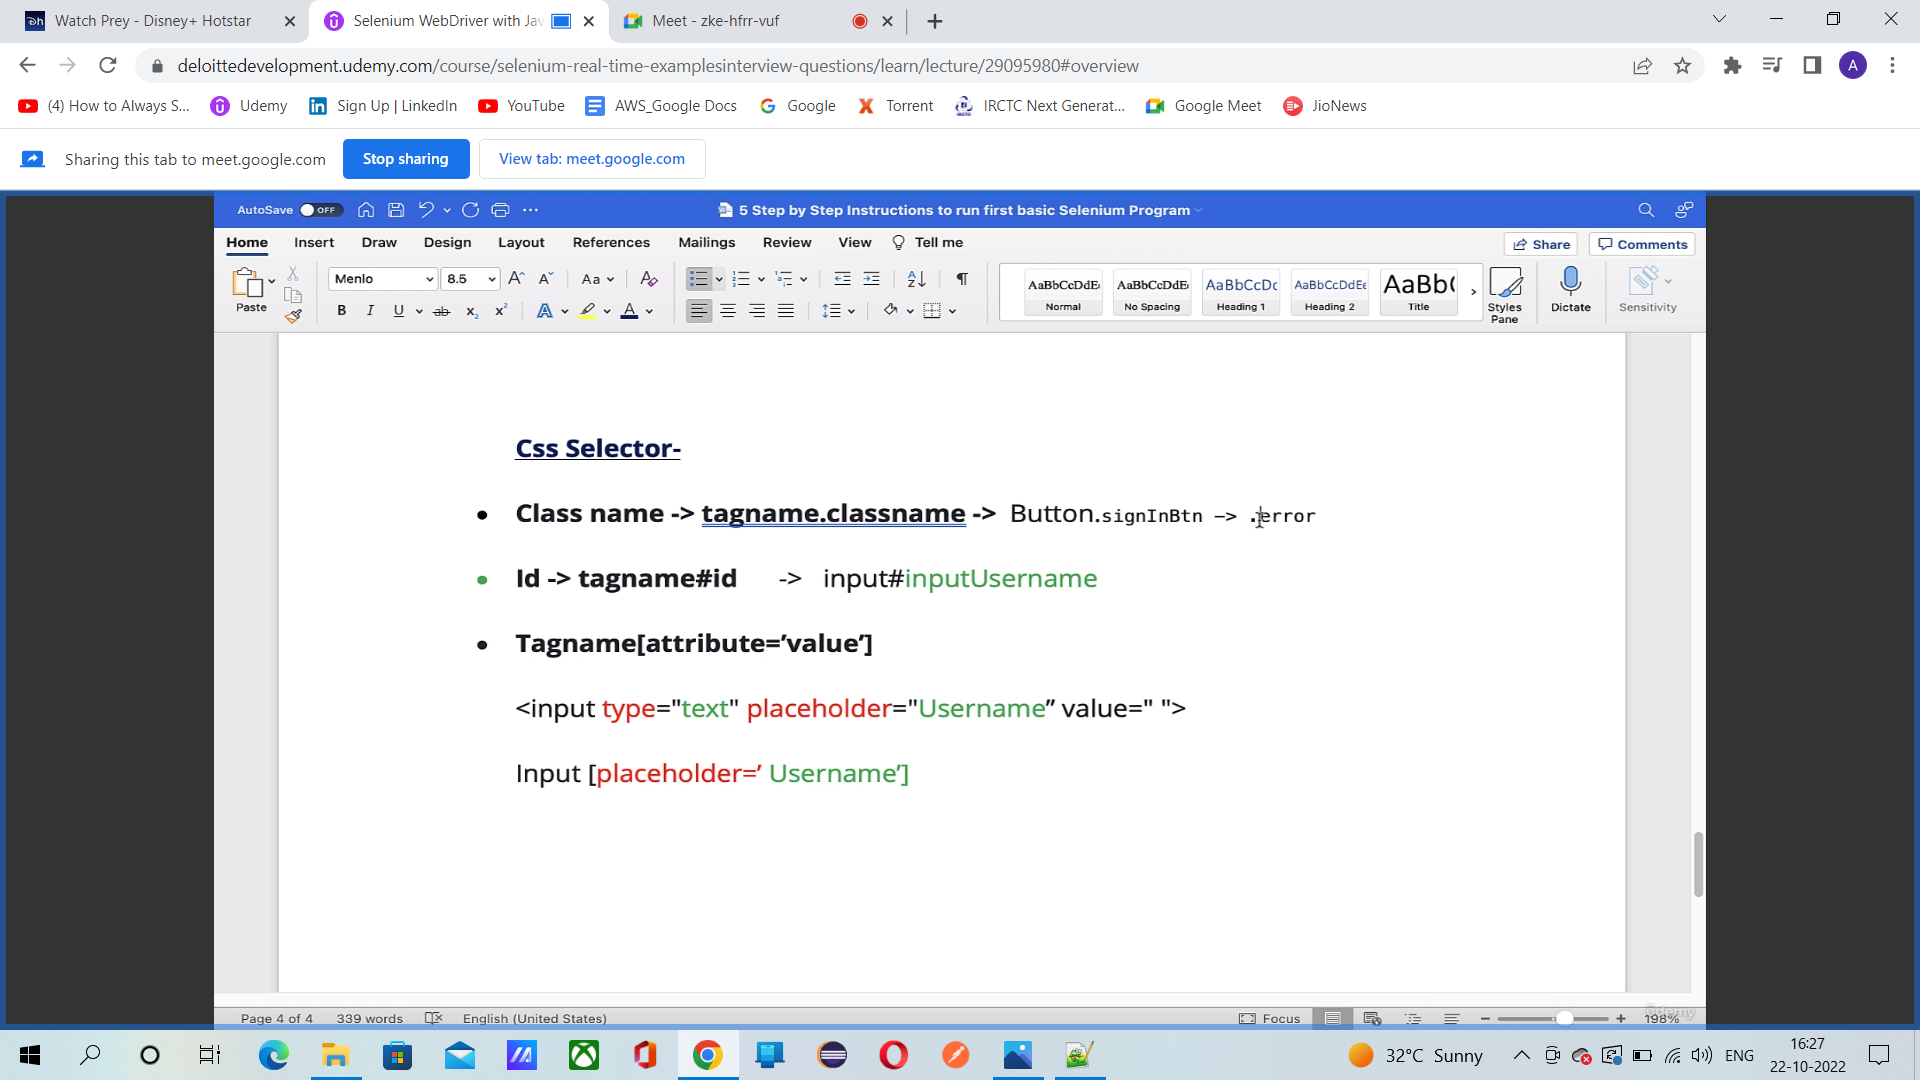 Watch Prey - Disney+ Hotstar
Selenium WebDriver with Jav
Meet - zke-hfrr-vuf
deloittedevelopment.udemy.com/course/selenium-real-time-examplesinterview-questions/learn/lecture/29095980#overview
A
(4) How to Always S...
Udemy
Sign Up | LinkedIn
YouTube
AWS_Google Docs
Google
Torrent
IRCTC Next Generat...
Google Meet
JioNews
Sharing this tab to meet.google.com
Stop sharing
View tab: meet.google.com
AutoSave OFF
5 Step by Step Instructions to run first basic Selenium Program
Home Insert Draw Design Layout References Mailings Review View Tell me
Share Comments
Paste
Menlo 8.5
AaBbCcDdE Normal
AaBbCcDdE No Spacing
AaBbCcDc Heading 1
AaBbCcDdEe Heading 2
AaBb( Title
Styles Pane
Dictate
Sensitivity
Css Selector-
• Class name -> tagname.classname -> Button.signInBtn —> .error
• Id -> tagname#id -> input#inputUsername
• Tagname[attribute=’value’]
<input type="text" placeholder="Username” value=" ">
Input [placeholder=’ Username’]
Page 4 of 4 339 words English (United States)
Focus
198%
udemy
32°C Sunny
ENG
16:27
22-10-2022